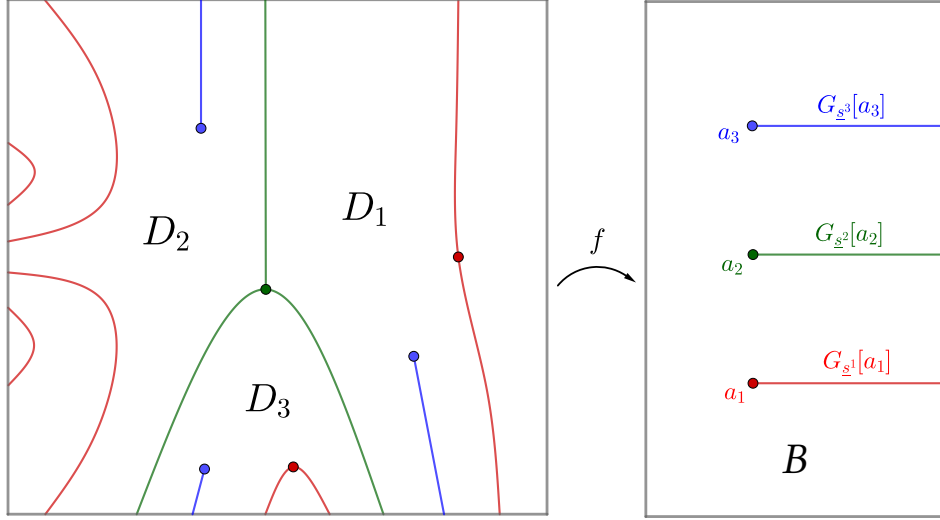 D₂
D₁
D₃
f
a₃
G_{s̲³}[a₃]
a₂
G_{s̲²}[a₂]
a₁
G_{s̲¹}[a₁]
B